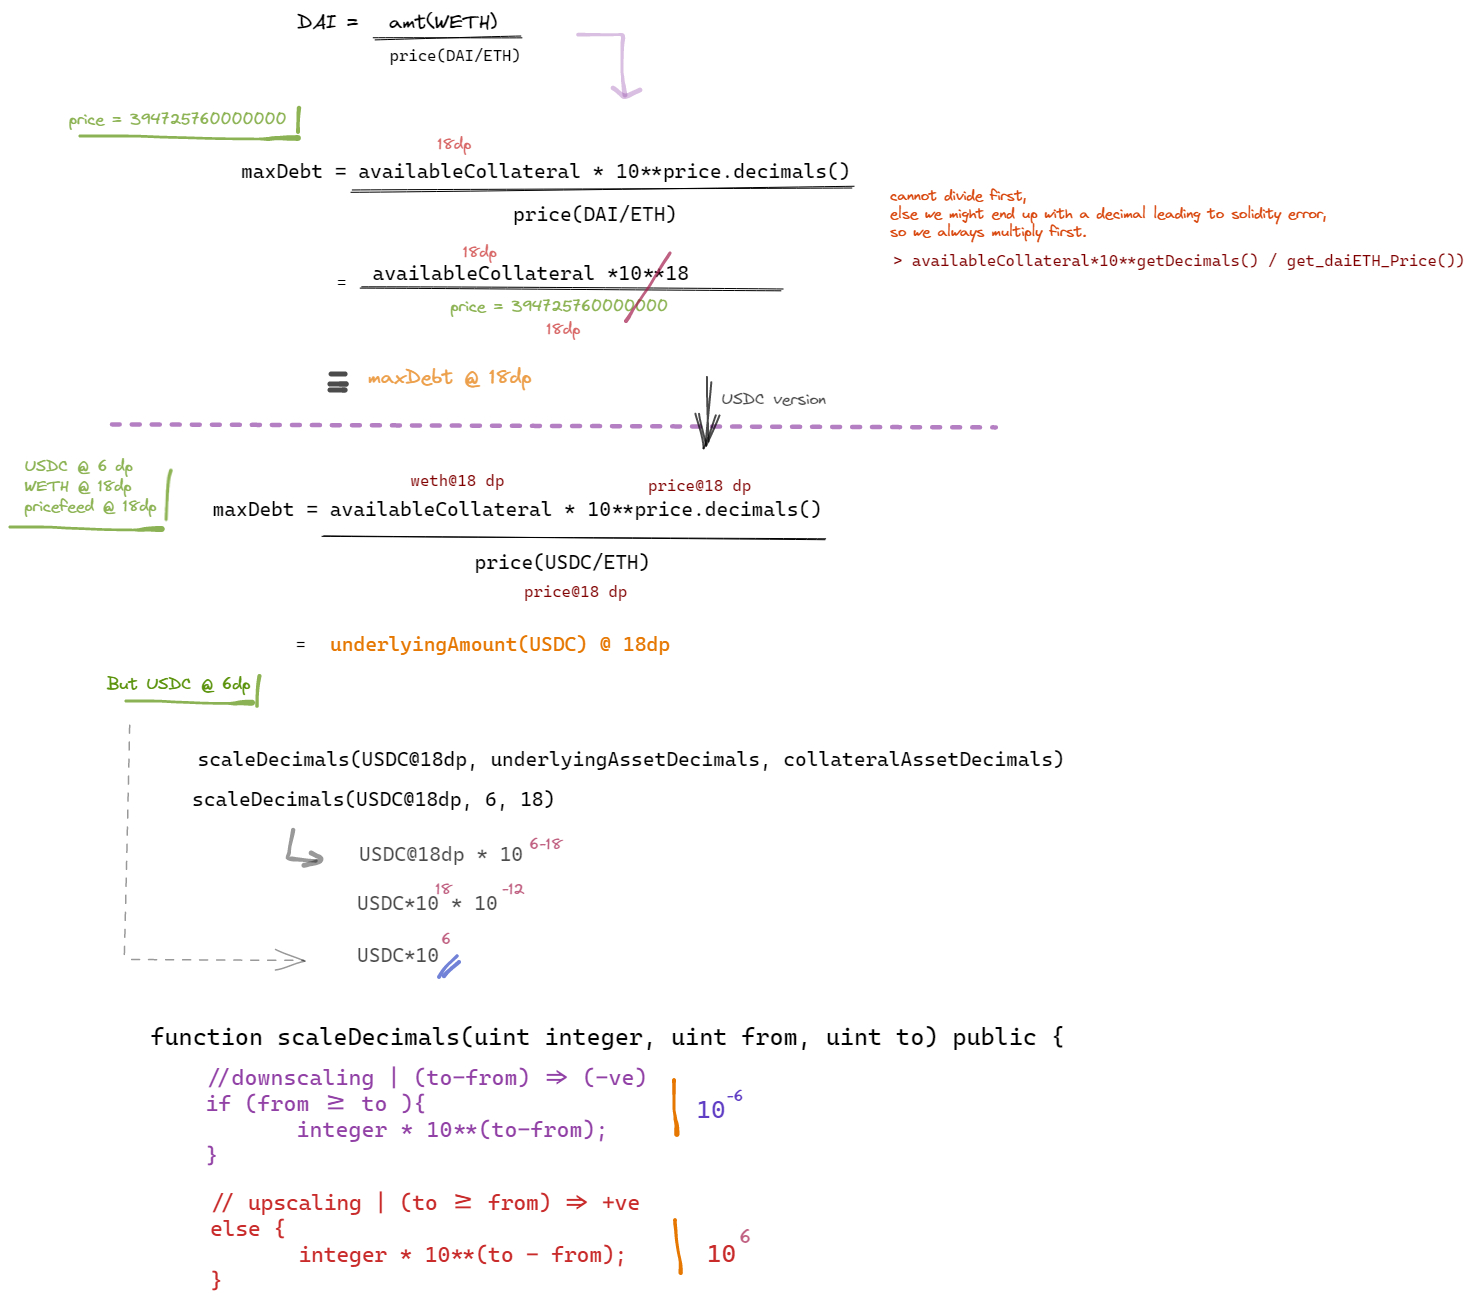 DAI = amt(WETH)
price(DAI/ETH)
price = 394725760000000
18dp
maxDebt = availableCollateral * 10**price.decimals()
price(DAI/ETH)
cannot divide first,
else we might end up with a decimal leading to solidity error,
so we always multiply first.
> availableCollateral*10**getDecimals() / get_daiETH_Price())
18dp
= availableCollateral *10**18
price = 394725760000000
18dp
= maxDebt @ 18dp
USDC version
USDC @ 6 dp
WETH @ 18dp
pricefeed @ 18dp
weth@18 dp price@18 dp
maxDebt = availableCollateral * 10**price.decimals()
price(USDC/ETH)
price@18 dp
= underlyingAmount(USDC) @ 18dp
But USDC @ 6dp
scaleDecimals(USDC@18dp, underlyingAssetDecimals, collateralAssetDecimals)
scaleDecimals(USDC@18dp, 6, 18)
USDC@18dp * 10 6-18
USDC*10 18 * 10 -12
USDC*10 6
function scaleDecimals(uint integer, uint from, uint to) public {
//downscaling | (to-from) => (-ve)
if (from ≥ to ){
integer * 10**(to-from);
}
10 -6
// upscaling | (to ≥ from) => +ve
else {
integer * 10**(to - from);
}
10 6